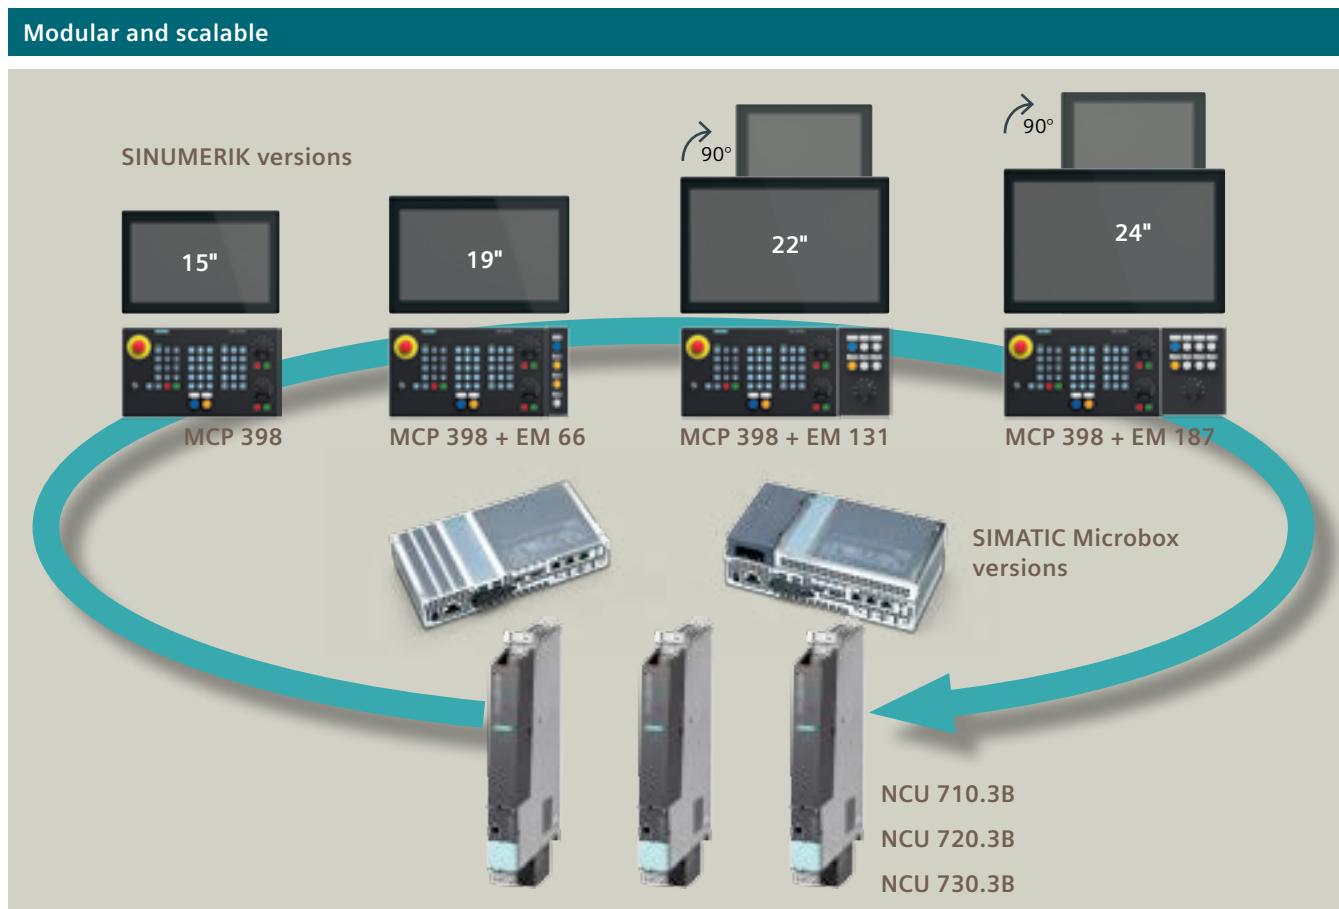 Modular and scalable
SINUMERIK versions
90°
90°
15"
19"
22"
24"
MCP 398
MCP 398 + EM 66
MCP 398 + EM 131
MCP 398 + EM 187
SIMATIC Microbox
versions
NCU 710.3B
NCU 720.3B
NCU 730.3B